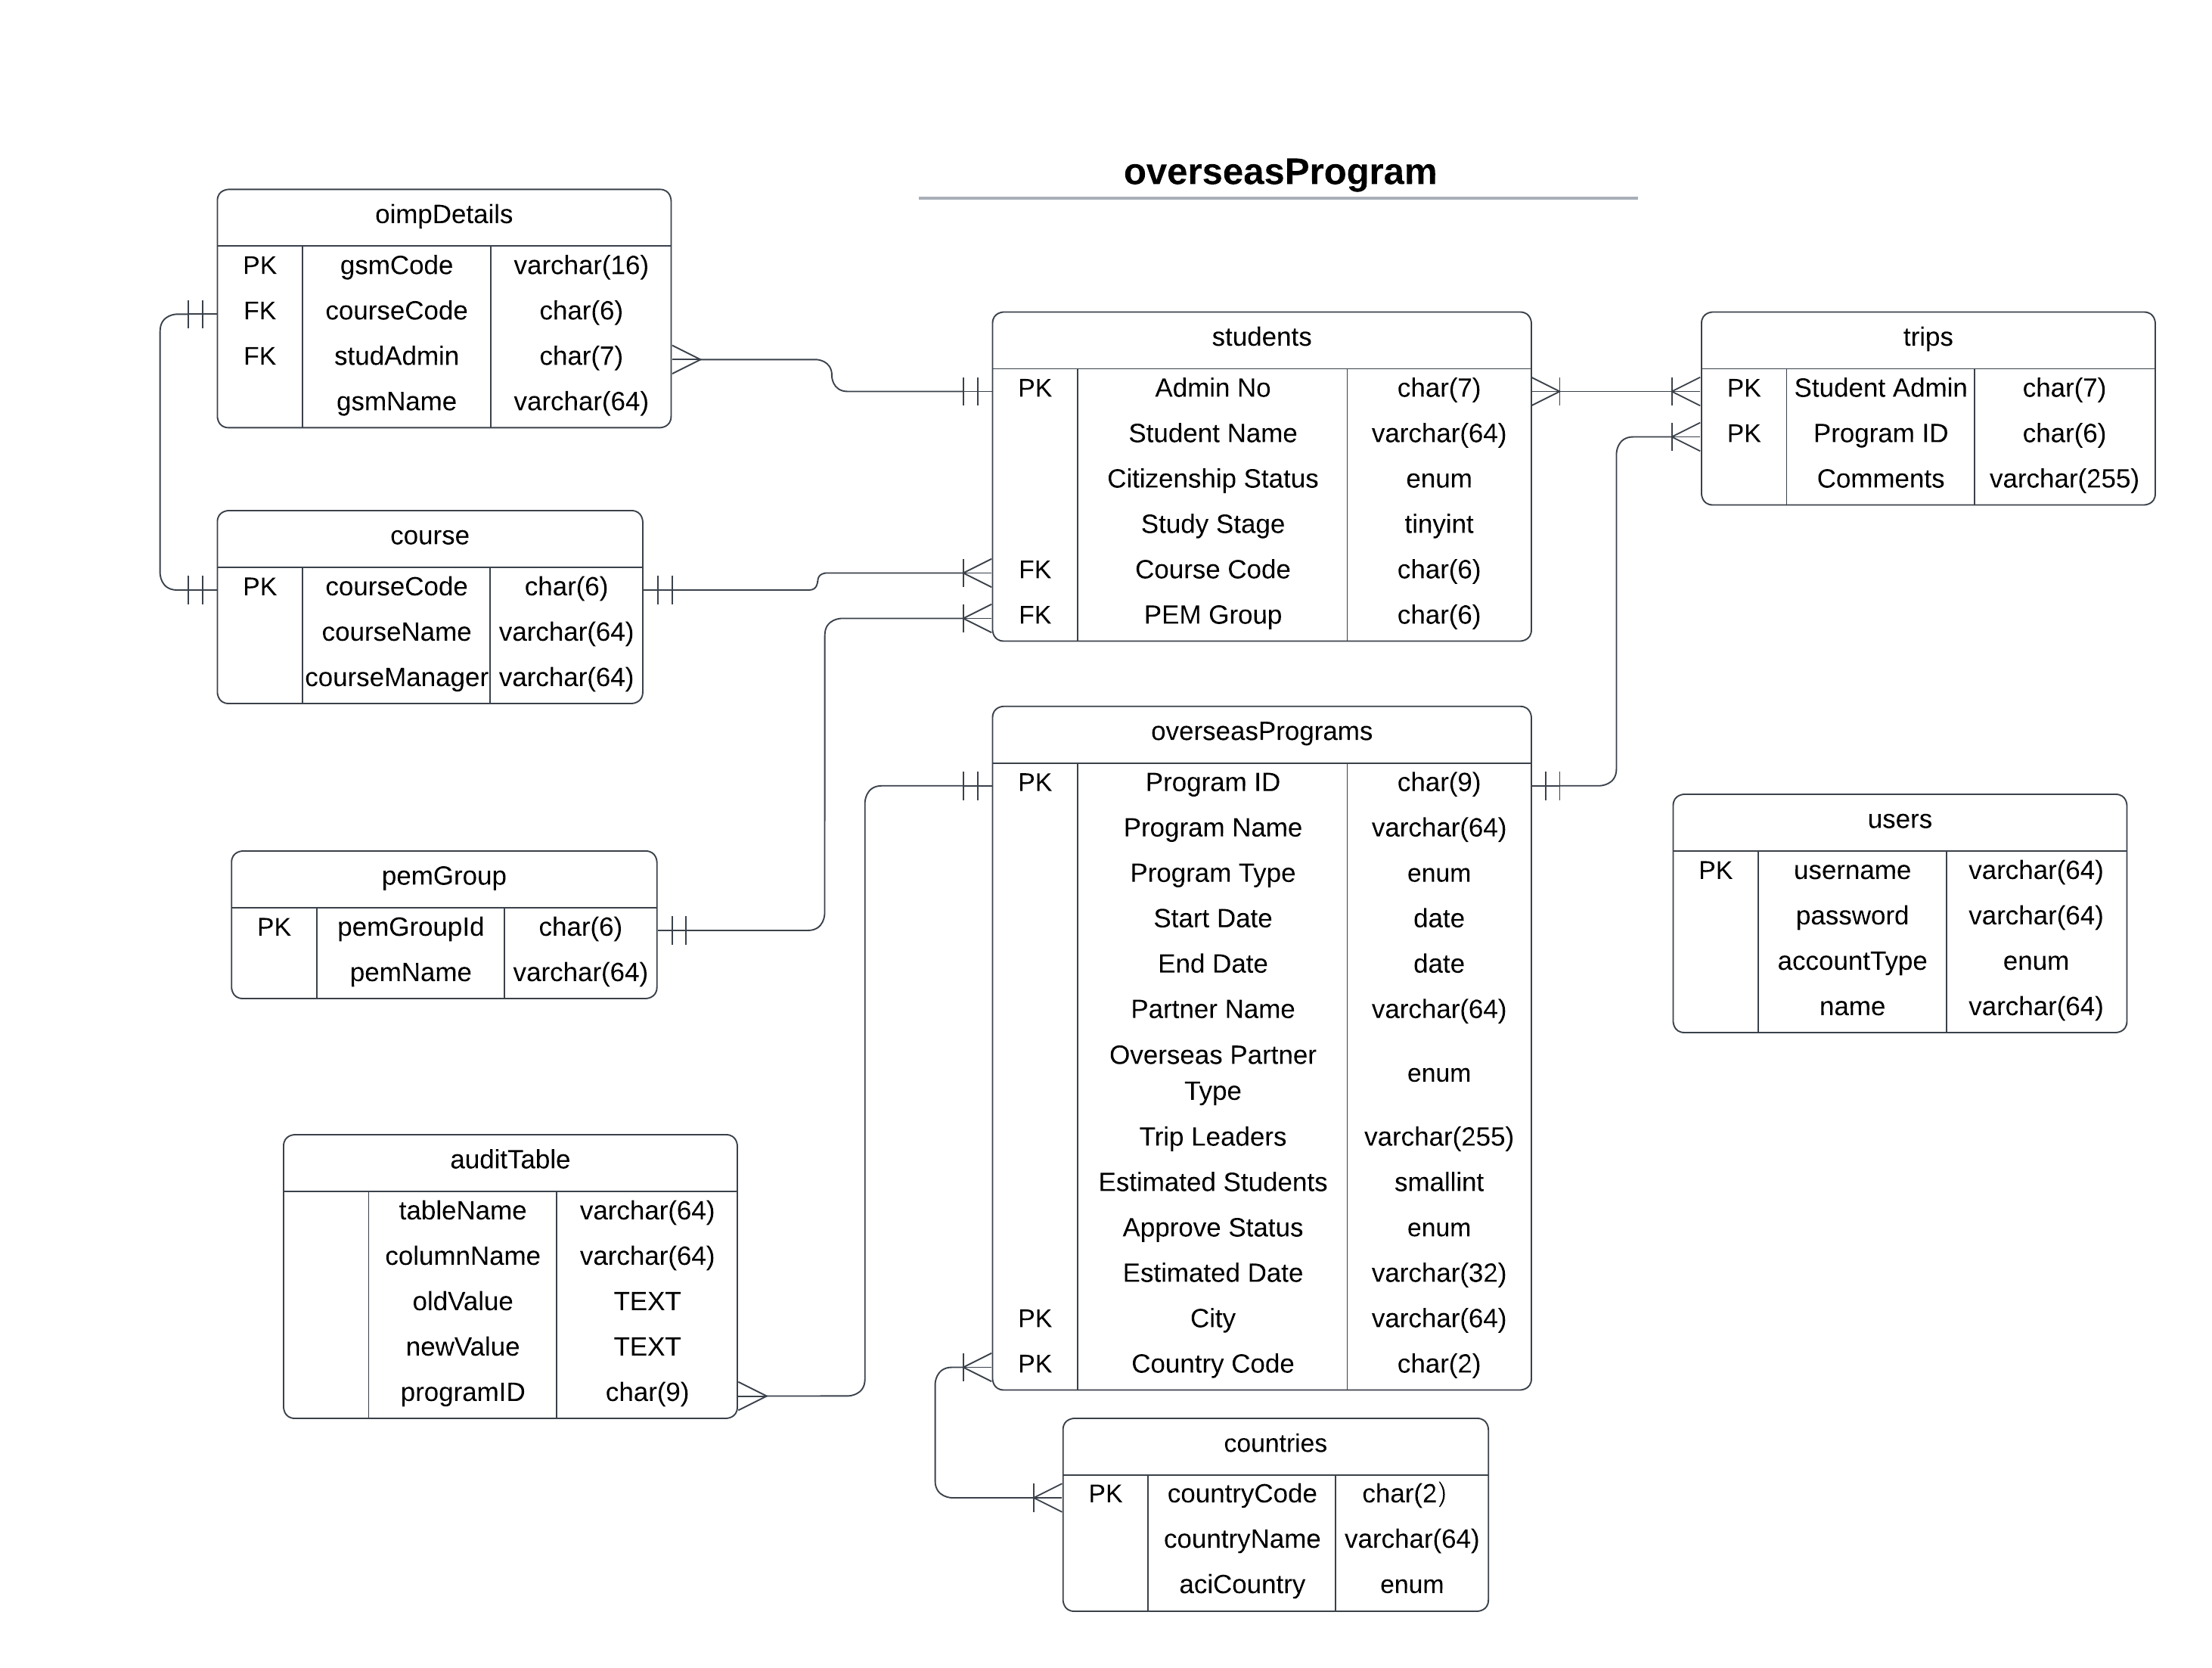 overseasProgram
oimpDetails
PK gsmCode varchar(16)
FK courseCode char(6)
FK studAdmin char(7)
gsmName varchar(64)
students
PK Admin No char(7)
Student Name varchar(64)
Citizenship Status enum
Study Stage tinyint
FK Course Code char(6)
FK PEM Group char(6)
trips
PK Student Admin char(7)
PK Program ID char(6)
Comments varchar(255)
course
PK courseCode char(6)
courseName varchar(64)
courseManager varchar(64)
overseasPrograms
PK Program ID char(9)
Program Name varchar(64)
Program Type enum
Start Date date
End Date date
Partner Name varchar(64)
Overseas Partner
Type enum
Trip Leaders varchar(255)
Estimated Students smallint
Approve Status enum
Estimated Date varchar(32)
PK City varchar(64)
PK Country Code char(2)
users
PK username varchar(64)
password varchar(64)
accountType enum
name varchar(64)
pemGroup
PK pemGroupId char(6)
pemName varchar(64)
auditTable
tableName varchar(64)
columnName varchar(64)
oldValue TEXT
newValue TEXT
programID char(9)
countries
PK countryCode char(2）
countryName varchar(64)
aciCountry enum